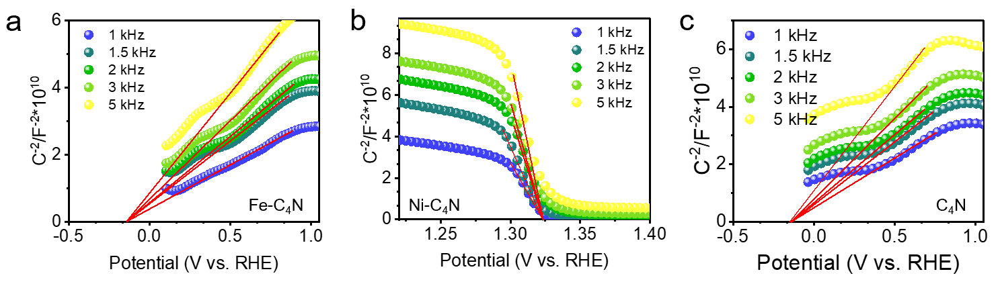 a
C⁻²/F⁻²*10¹⁰
6
4
2
0
1 kHz
1.5 kHz
2 kHz
3 kHz
5 kHz
Fe-C₄N
-0.5 0.0 0.5 1.0
Potential (V vs. RHE)
b
C⁻²/F⁻²*10¹⁰
8
6
4
2
0
1 kHz
1.5 kHz
2 kHz
3 kHz
5 kHz
Ni-C₄N
1.25 1.30 1.35 1.40
Potential (V vs. RHE)
c
C⁻²/F⁻²*10¹⁰
6
4
2
0
1 kHz
1.5 kHz
2 kHz
3 kHz
5 kHz
C₄N
-0.5 0.0 0.5 1.0
Potential (V vs. RHE)